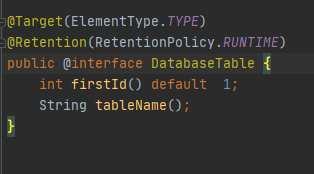 @Target(ElementType.TYPE)
@Retention(RetentionPolicy.RUNTIME)
public @interface DatabaseTable {
    int firstId() default  1;
    String tableName();
}